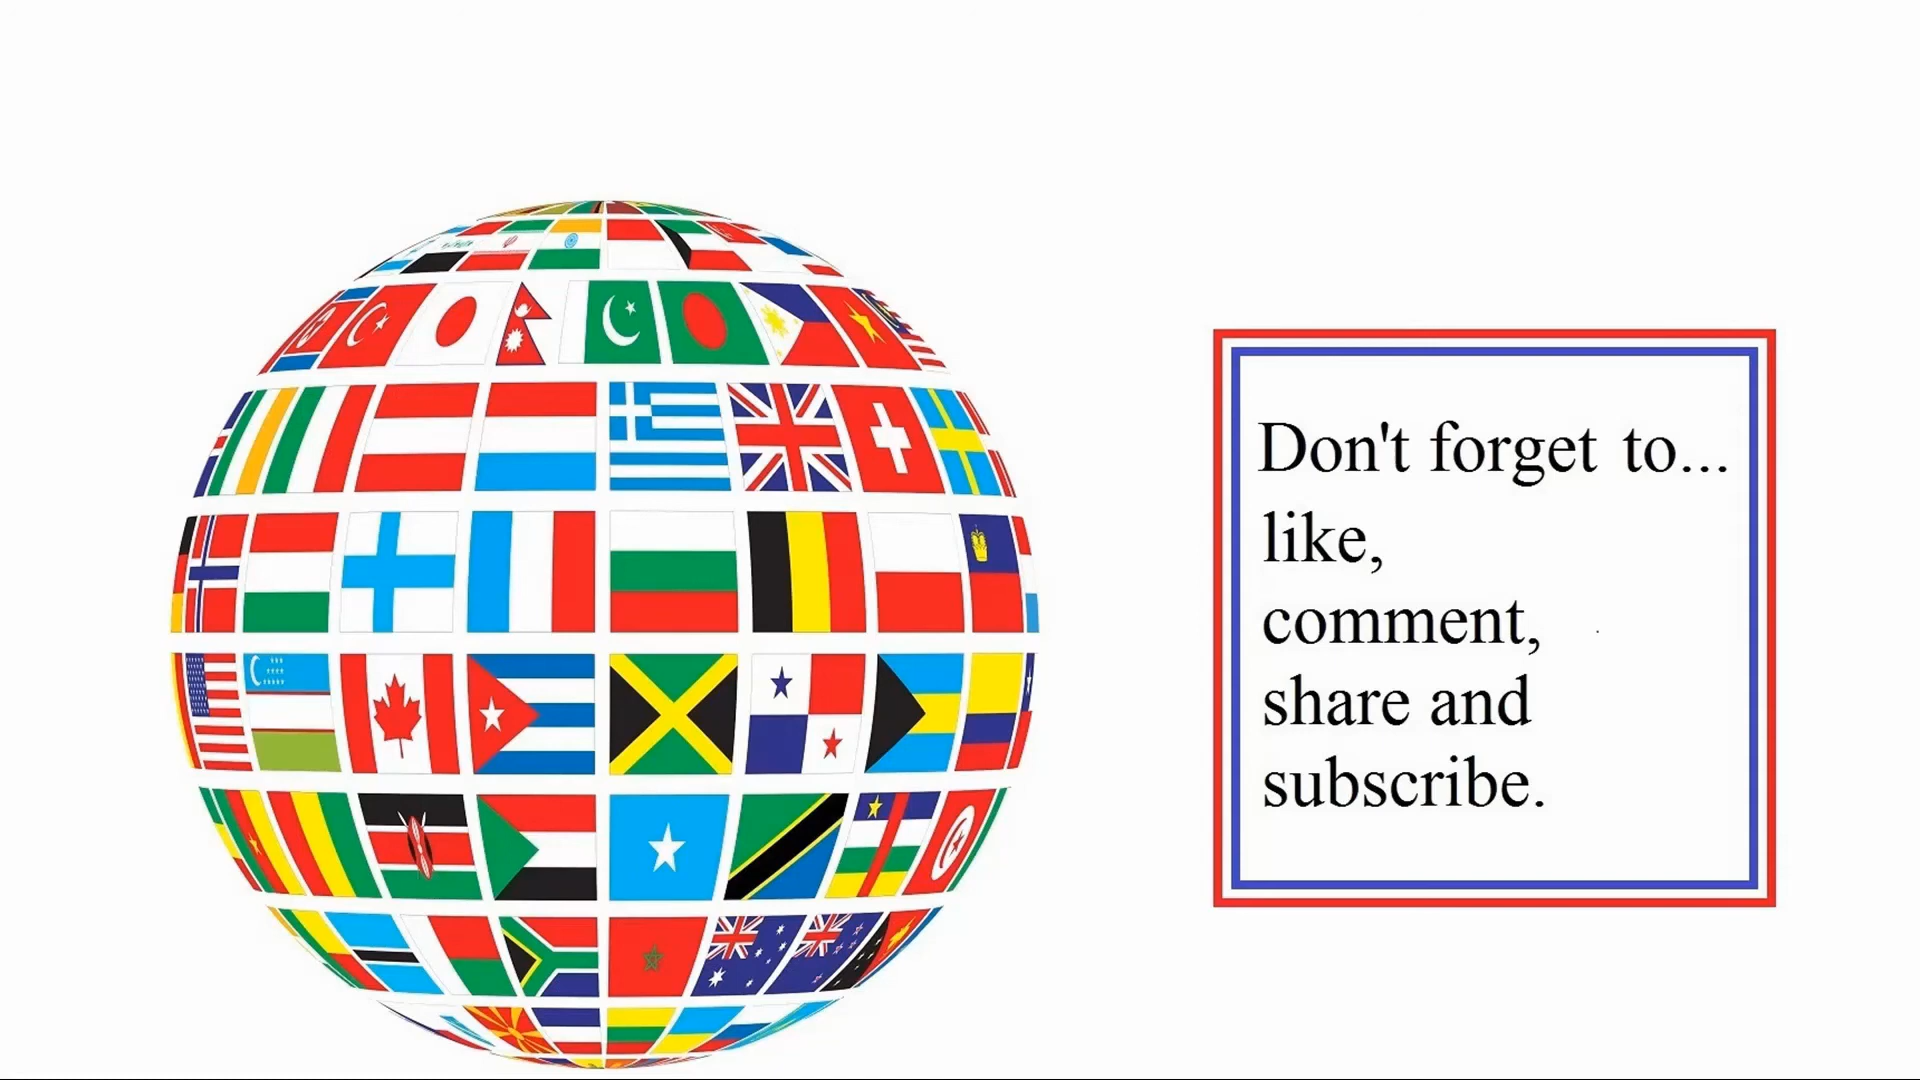 Don't forget to...
like,
comment,
share and
subscribe.